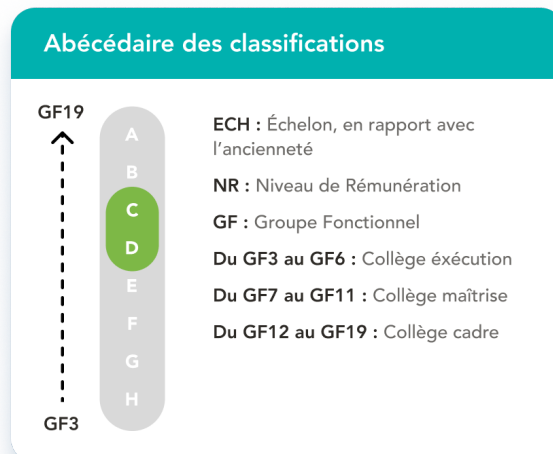 Abécédaire des classifications
GF19
A
B
C
D
E
F
G
H
GF3
ECH : Échelon, en rapport avec
l'ancienneté
NR : Niveau de Rémunération
GF : Groupe Fonctionnel
Du GF3 au GF6 : Collège éxécution
Du GF7 au GF11 : Collège maîtrise
Du GF12 au GF19 : Collège cadre